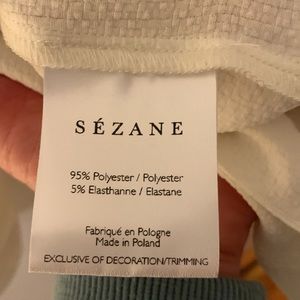 SÉZANE
95% Polyester / Polyester
5% Elasthanne / Elastane
Fabriqué en Pologne
Made in Poland
EXCLUSIVE OF DECORATION/TRIMMING